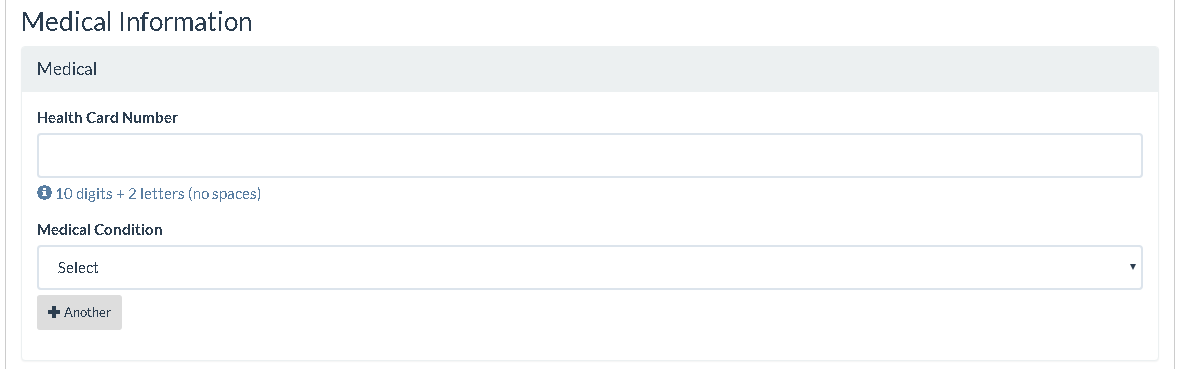 Medical Information
Medical
Health Card Number
10 digits + 2 letters (no spaces)
Medical Condition
Select
Another